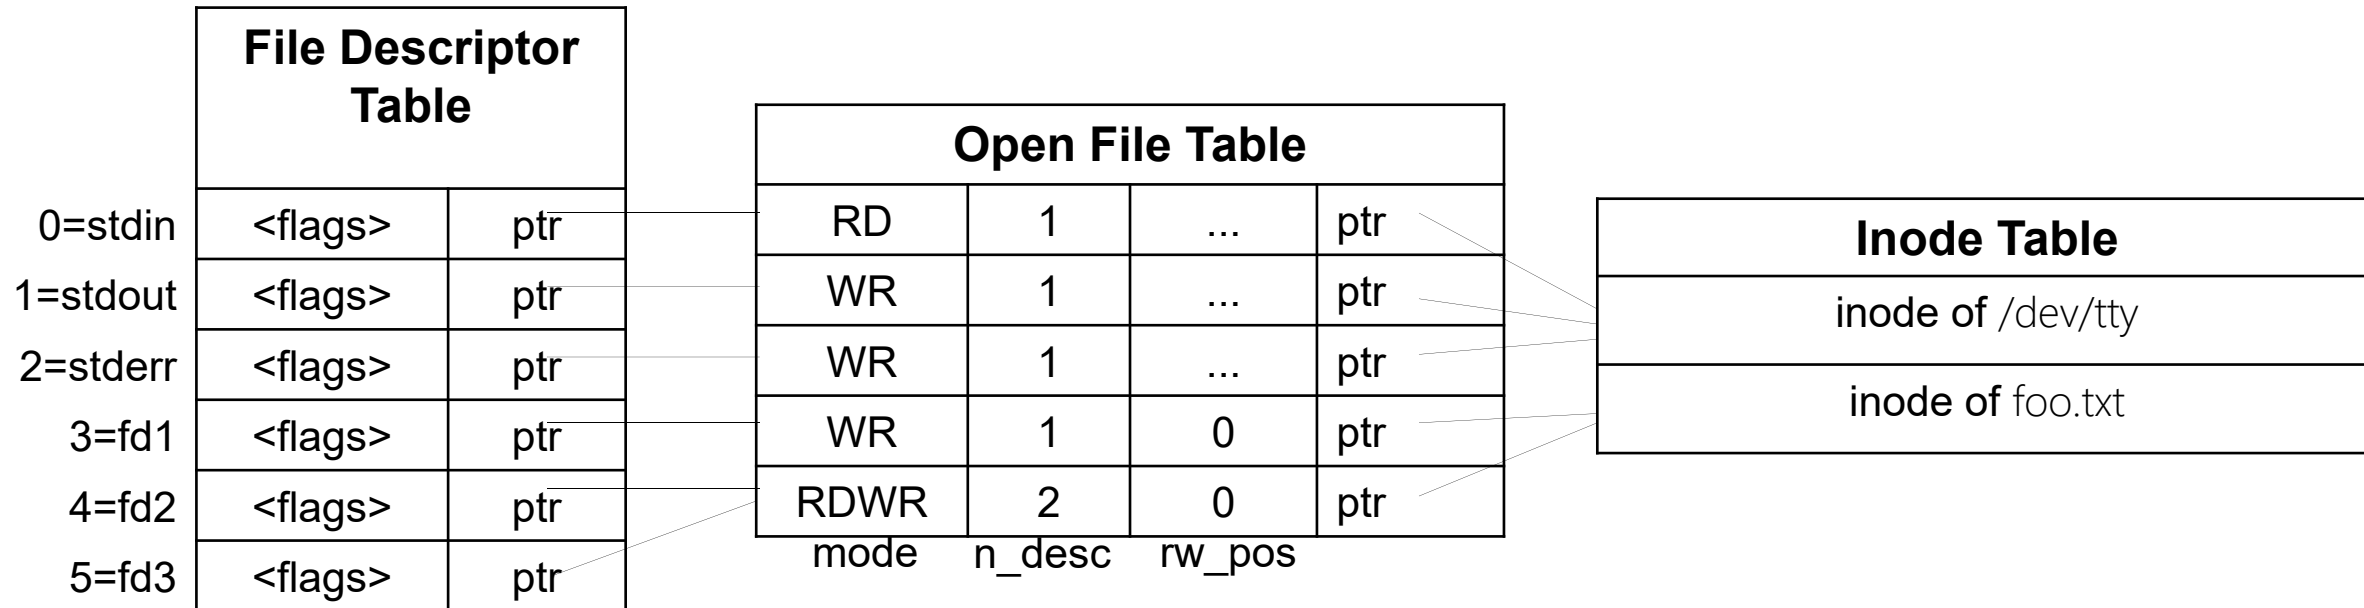 File Descriptor
Table
0=stdin <flags> ptr
1=stdout <flags> ptr
2=stderr <flags> ptr
3=fd1 <flags> ptr
4=fd2 <flags> ptr
5=fd3 <flags> ptr
Open File Table
RD 1 ... ptr
WR 1 ... ptr
WR 1 ... ptr
WR 1 0 ptr
RDWR 2 0 ptr
mode n_desc rw_pos
Inode Table
inode of /dev/tty
inode of foo.txt